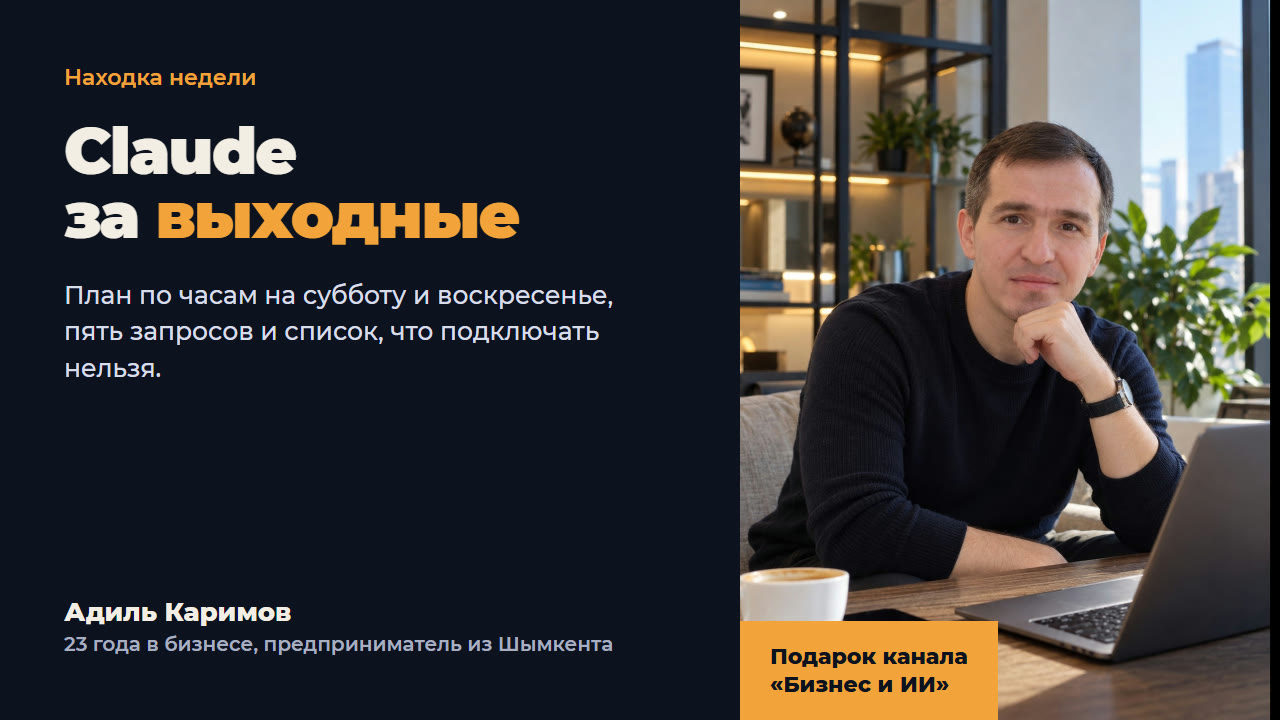 Находка недели
Claude
за выходные
План по часам на субботу и воскресенье,
пять запросов и список, что подключать
нельзя.
Адиль Каримов
23 года в бизнесе, предприниматель из Шымкента
Подарок канала
«Бизнес и ИИ»